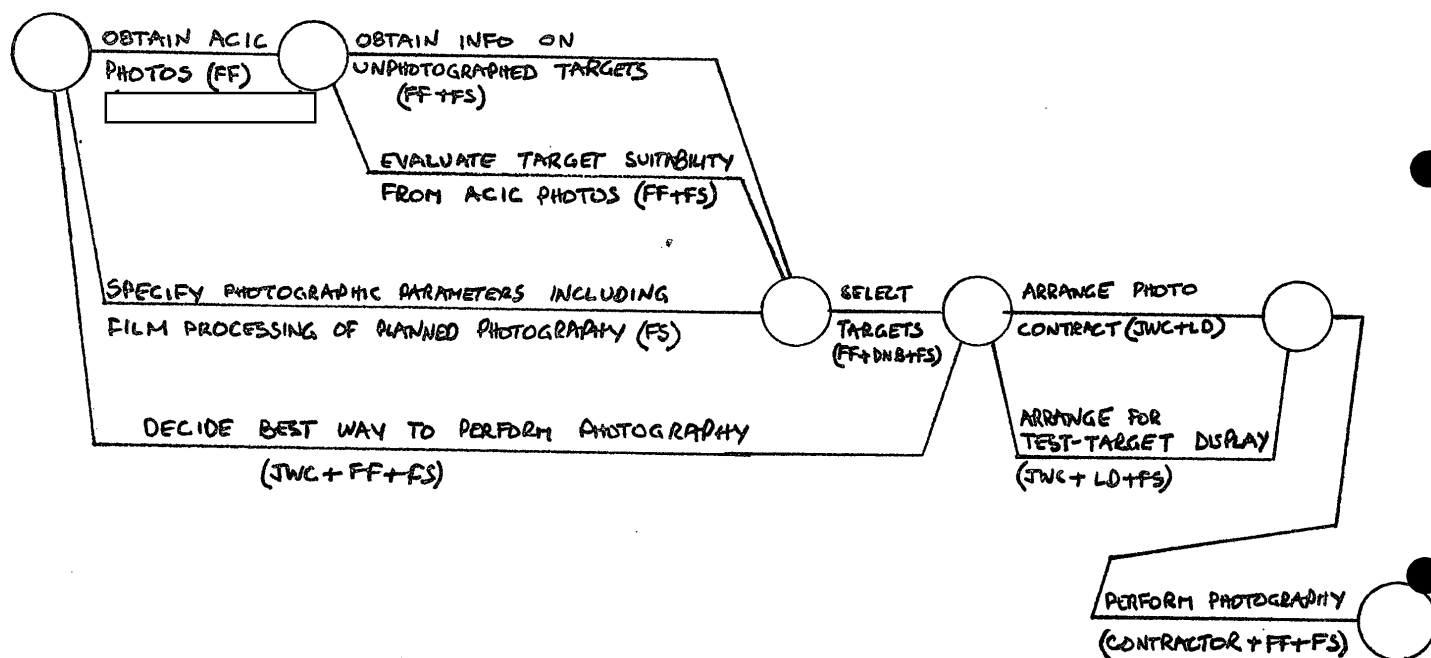 OBTAIN ACIC
PHOTOS (FF)
OBTAIN INFO ON
UNPHOTOGRAPHED TARGETS
(FF+FS)
EVALUATE TARGET SUITABILITY
FROM ACIC PHOTOS (FF+FS)
SPECIFY PHOTOGRAPHIC PARAMETERS INCLUDING
FILM PROCESSING OF PLANNED PHOTOGRAPHY (FS)
SELECT
TARGETS
(FF+DNB+FS)
ARRANGE PHOTO
CONTRACT (JWC+LD)
DECIDE BEST WAY TO PERFORM PHOTOGRAPHY
(JWC+FF+FS)
ARRANGE FOR
TEST-TARGET DISPLAY
(JWC+LD+FS)
PERFORM PHOTOGRAPHY
(CONTRACTOR+FF+FS)